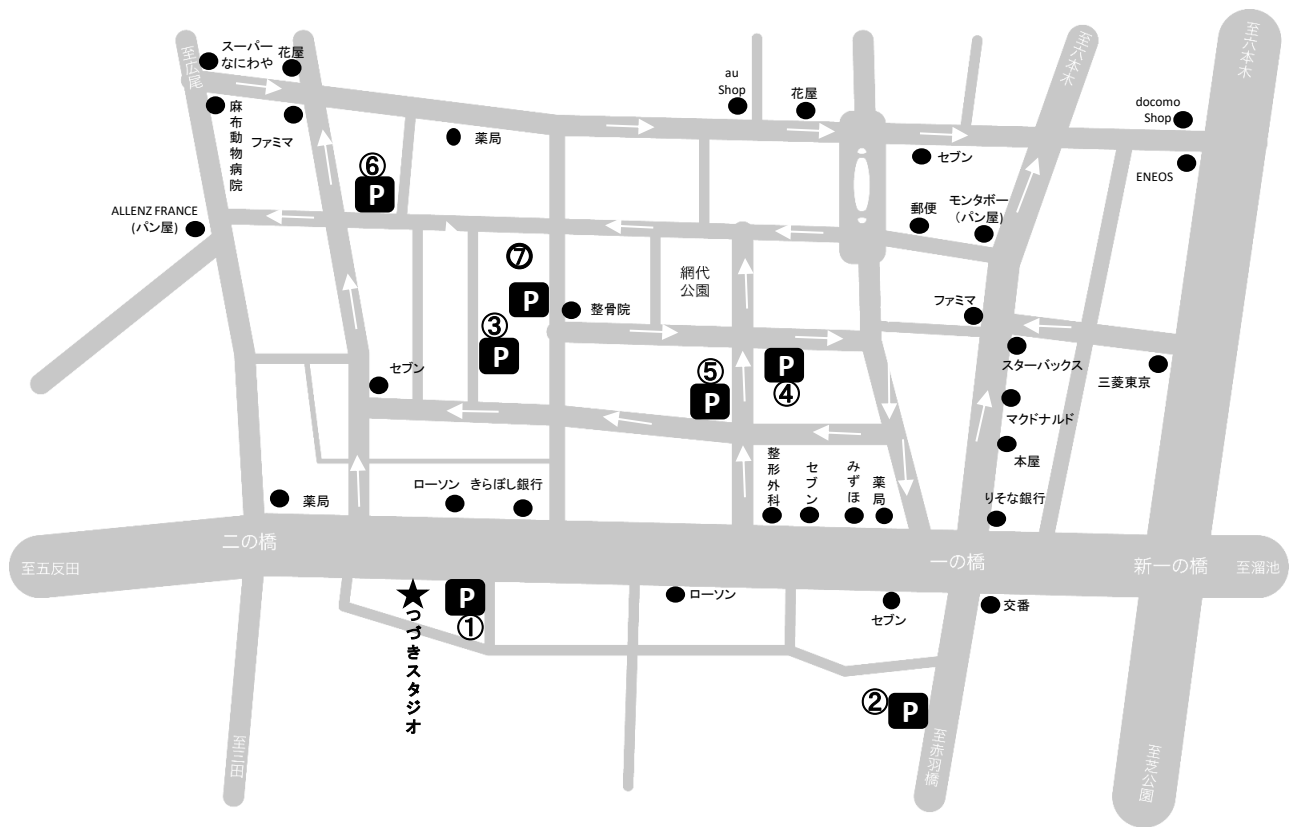 至広尾
スーパー
なにわや
花屋
麻布動物病院
ファミマ
薬局
au
Shop
花屋
至六本木
至六本木
docomo
Shop
セブン
ENEOS
⑥
P
ALLENZ FRANCE
(パン屋)
郵便
モンタボー
(パン屋)
⑦
P
網代
公園
整骨院
③
P
ファミマ
スターバックス
三菱東京
セブン
⑤
P
P
④
マクドナルド
本屋
整形外科
セブン
みずほ
薬局
りそな銀行
薬局
ローソン
きらぼし銀行
二の橋
一の橋
新一の橋
至五反田
至溜池
P
①
つづきスタジオ
ローソン
セブン
交番
②
P
至三田
至赤羽橋
至芝公園